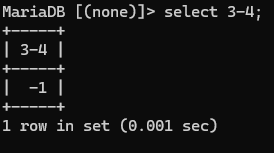 MariaDB [(none)]> select 3-4;
+-----+
| 3-4 |
+-----+
|  -1 |
+-----+
1 row in set (0.001 sec)